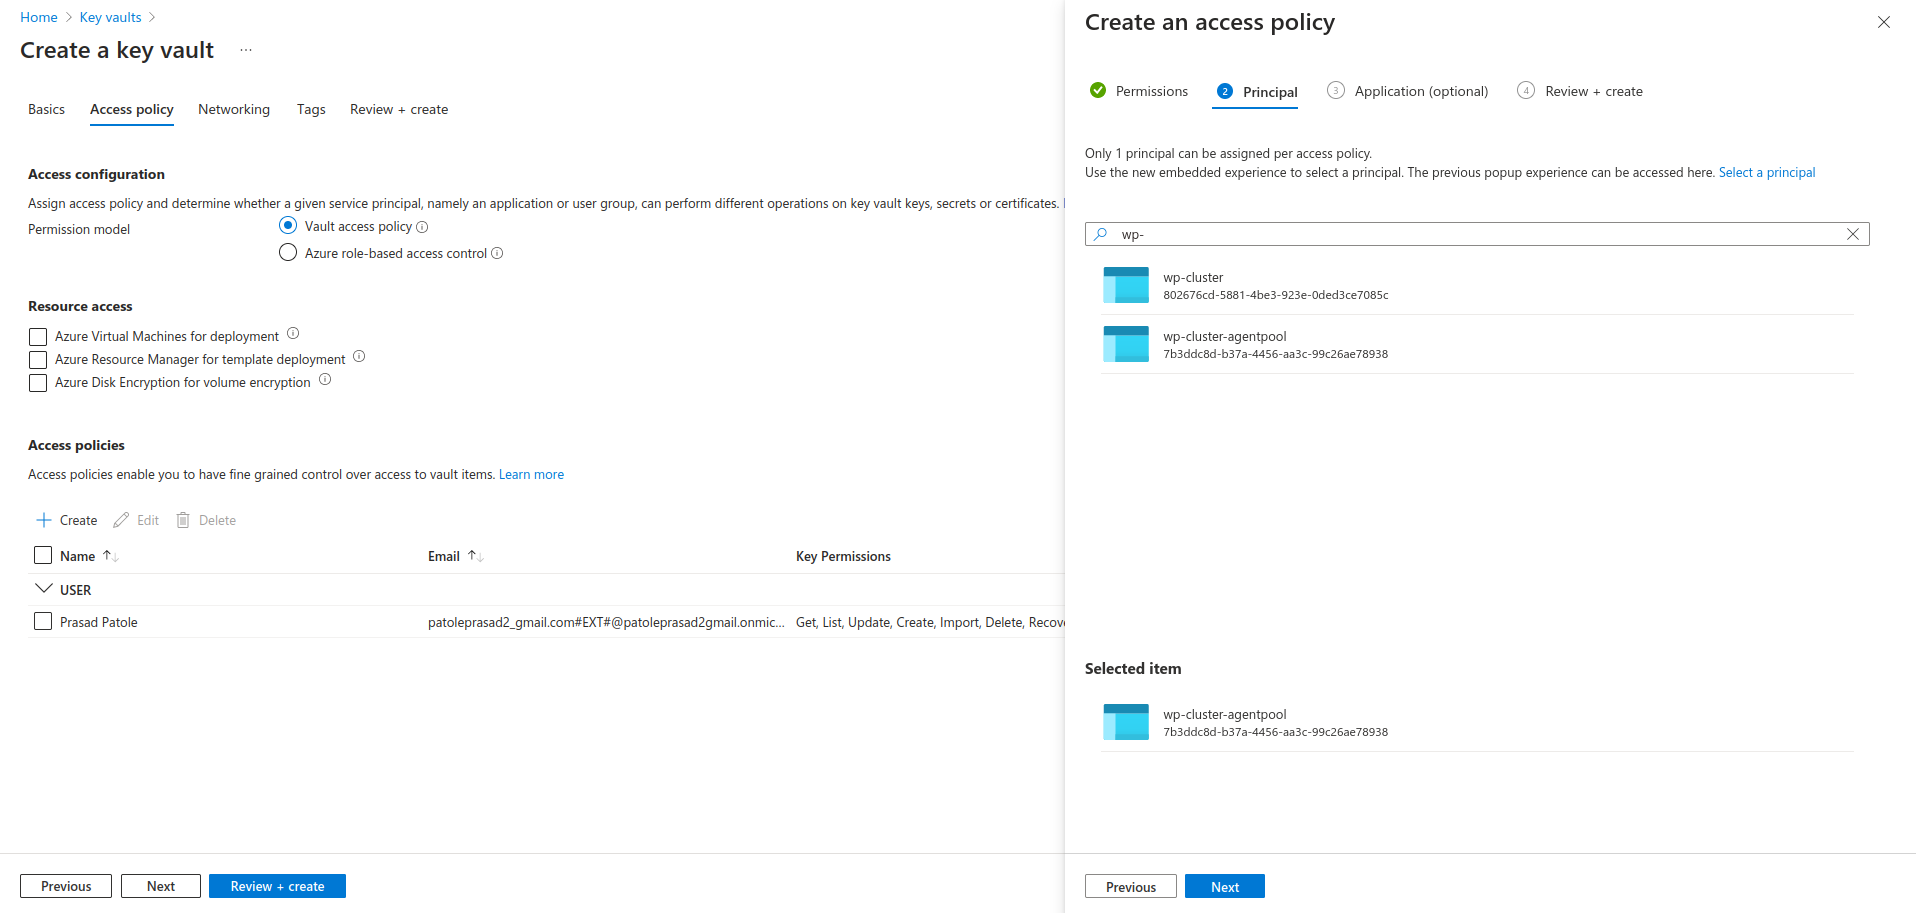 Home > Key vaults >
Create a key vault ...
Basics Access policy Networking Tags Review + create
Access configuration
Assign access policy and determine whether a given service principal, namely an application or user group, can perform different operations on key vault keys, secrets or certificates.
Permission model
Vault access policy
Azure role-based access control
Resource access
Azure Virtual Machines for deployment
Azure Resource Manager for template deployment
Azure Disk Encryption for volume encryption
Access policies
Access policies enable you to have fine grained control over access to vault items. Learn more
Create Edit Delete
Name Email Key Permissions
USER
Prasad Patole patoleprasad2_gmail.com#EXT#@patoleprasad2gmail.onmic... Get, List, Update, Create, Import, Delete, Recove
Previous Next Review + create
Create an access policy
Permissions 2 Principal 3 Application (optional) 4 Review + create
Only 1 principal can be assigned per access policy.
Use the new embedded experience to select a principal. The previous popup experience can be accessed here. Select a principal
wp-
wp-cluster
802676cd-5881-4be3-923e-0ded3ce7085c
wp-cluster-agentpool
7b3ddc8d-b37a-4456-aa3c-99c26ae78938
Selected item
wp-cluster-agentpool
7b3ddc8d-b37a-4456-aa3c-99c26ae78938
Previous Next